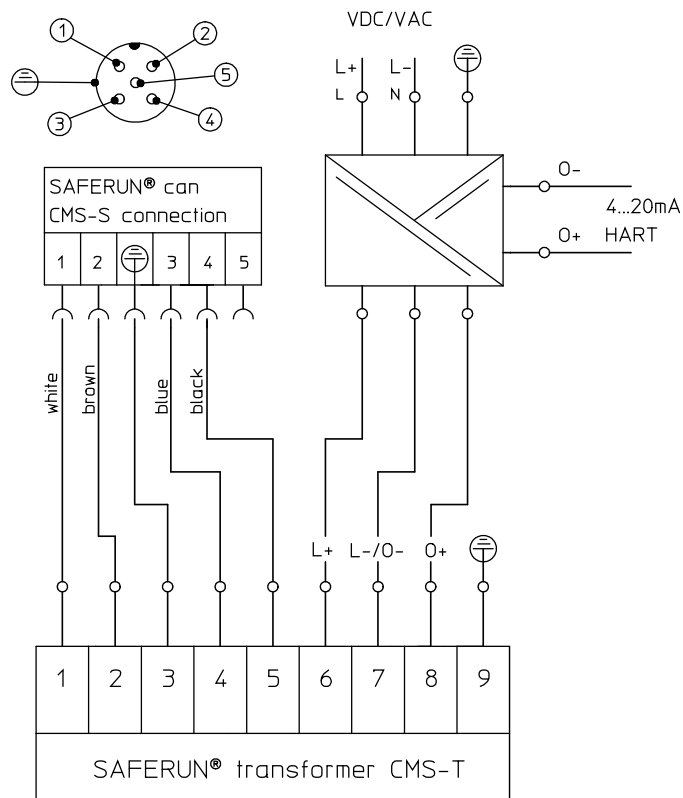 VDC/VAC
1
2
L+
L-
5
L
N
3
4
O-
SAFERUN® can
4...20mA
CMS-S connection
O+ HART
1 2 3 4 5
white
brown
blue
black
L+ L-/O- O+
1 2 3 4 5 6 7 8 9
SAFERUN® transformer CMS-T